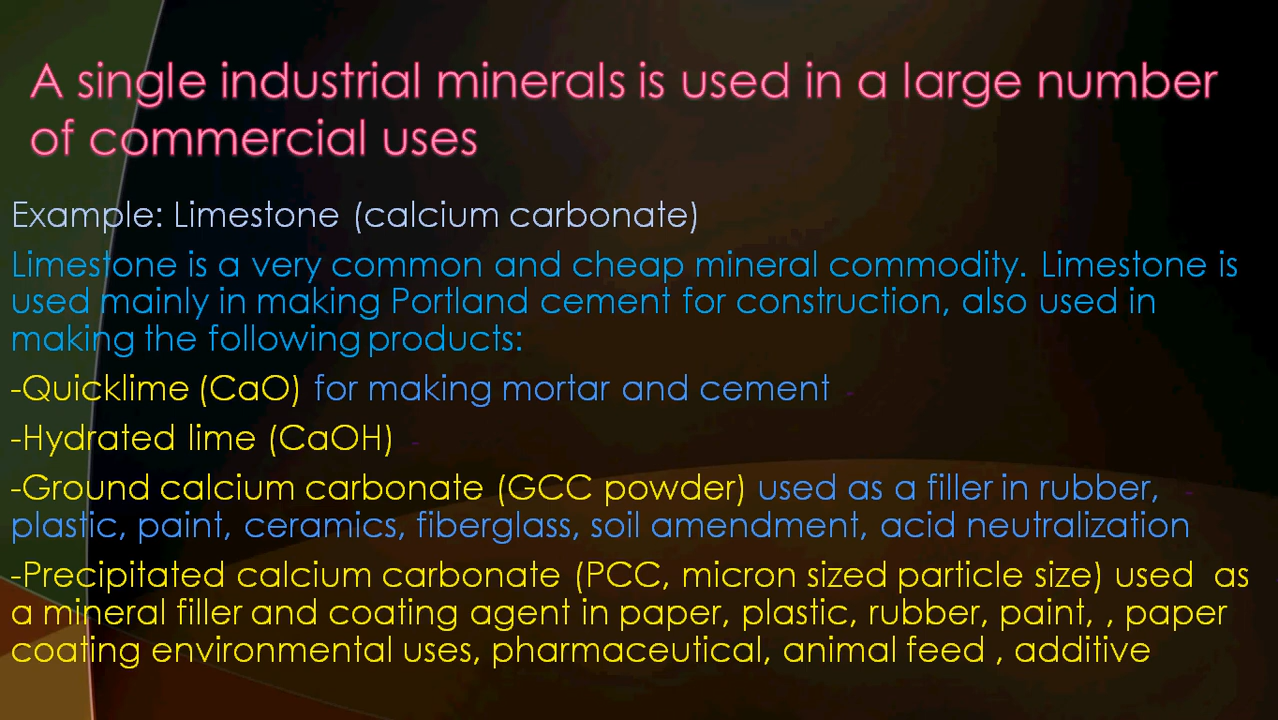 A single industrial minerals is used in a large number
of commercial uses
Example: Limestone (calcium carbonate)
Limestone is a very common and cheap mineral commodity. Limestone is
used mainly in making Portland cement for construction, also used in
making the following products:
-Quicklime (CaO) for making mortar and cement
-Hydrated lime (CaOH)
-Ground calcium carbonate (GCC powder) used as a filler in rubber,
plastic, paint, ceramics, fiberglass, soil amendment, acid neutralization
-Precipitated calcium carbonate (PCC, micron sized particle size) used as
a mineral filler and coating agent in paper, plastic, rubber, paint, , paper
coating environmental uses, pharmaceutical, animal feed , additive